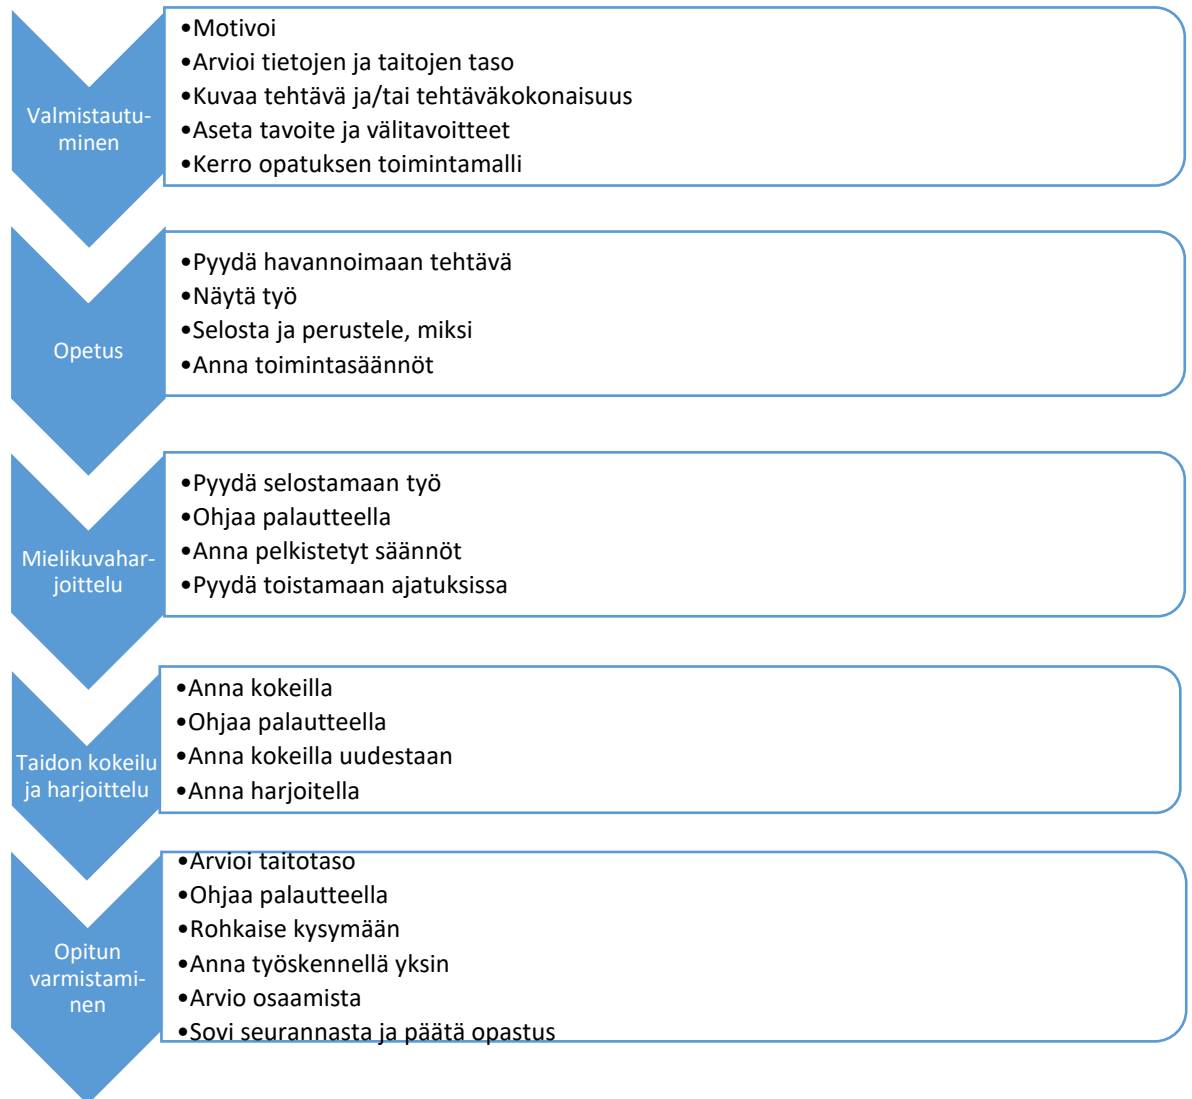 Valmistautu-
minen
•Motivoi
•Arvioi tietojen ja taitojen taso
•Kuvaa tehtävä ja/tai tehtäväkokonaisuus
•Aseta tavoite ja välitavoitteet
•Kerro opatuksen toimintamalli
Opetus
•Pyydä havannoimaan tehtävä
•Näytä työ
•Selosta ja perustele, miksi
•Anna toimintasäännöt
Mielikuvahar-
joittelu
•Pyydä selostamaan työ
•Ohjaa palautteella
•Anna pelkistetyt säännöt
•Pyydä toistamaan ajatuksissa
Taidon kokeilu
ja harjoittelu
•Anna kokeilla
•Ohjaa palautteella
•Anna kokeilla uudestaan
•Anna harjoitella
Opitun
varmistami-
nen
•Arvioi taitotaso
•Ohjaa palautteella
•Rohkaise kysymään
•Anna työskennellä yksin
•Arvio osaamista
•Sovi seurannasta ja päätä opastus